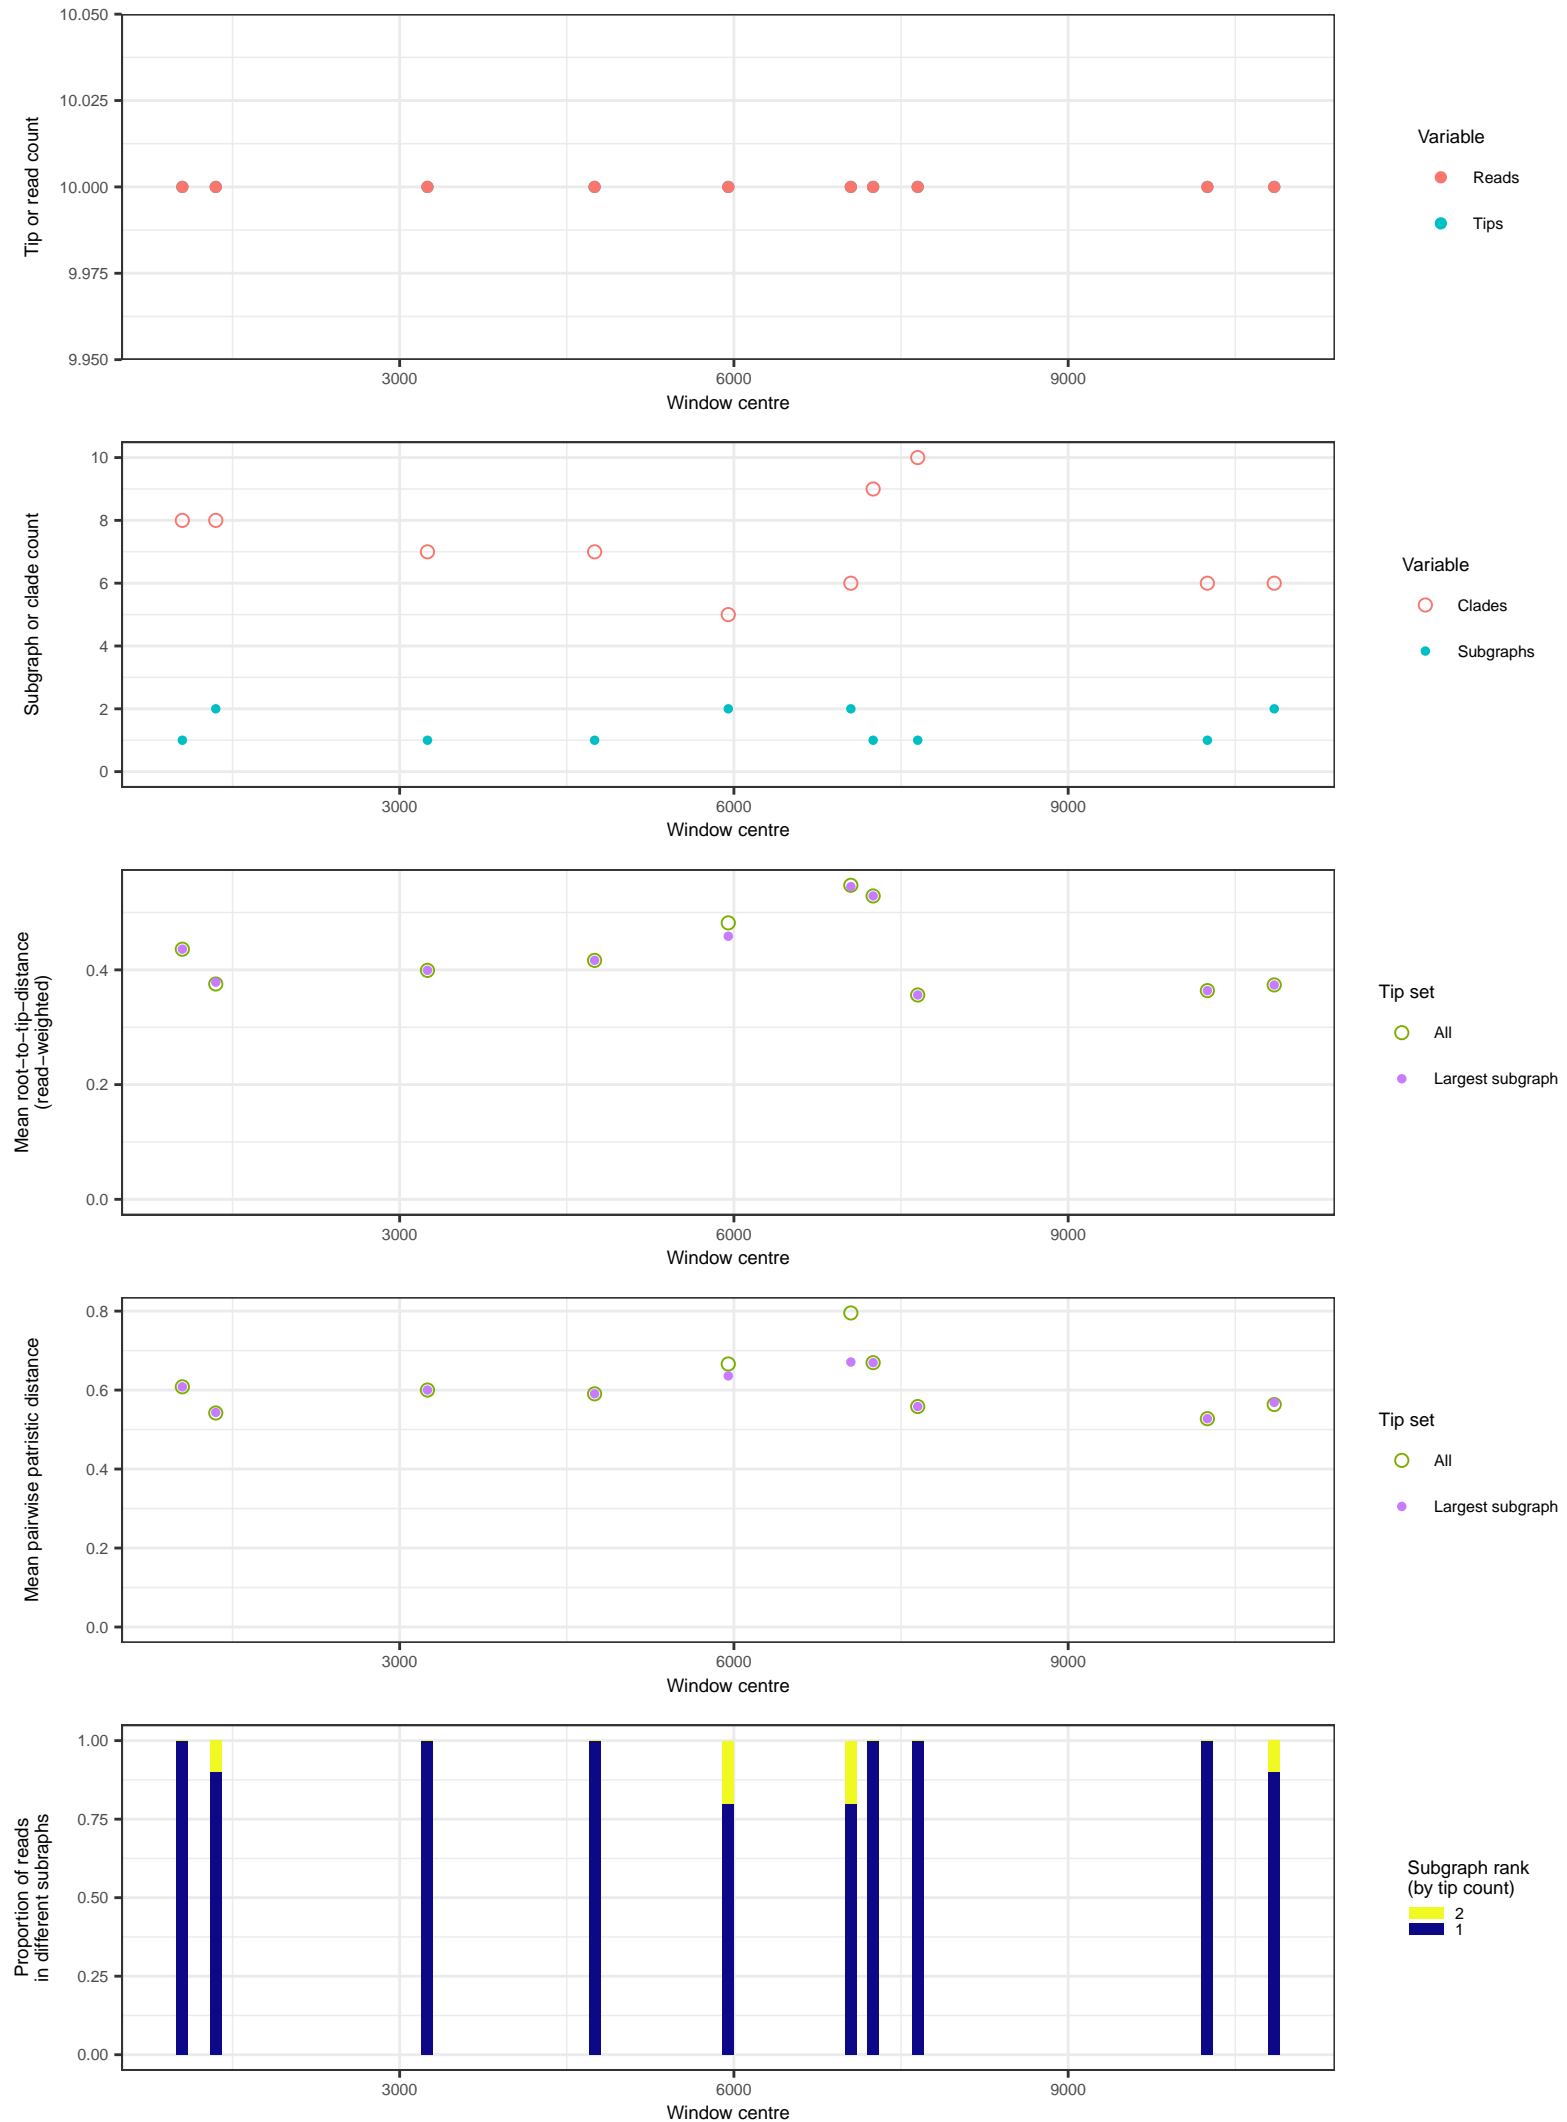 10.050
10.025
10.000
9.975
9.950
Tip or read count
3000 6000 9000
Window centre
Variable
Reads
Tips
10
8
6
4
2
0
Subgraph or clade count
3000 6000 9000
Window centre
Variable
Clades
Subgraphs
0.4
0.2
0.0
Mean root−to−tip−distance
(read−weighted)
3000 6000 9000
Window centre
Tip set
All
Largest subgraph
0.8
0.6
0.4
0.2
0.0
Mean pairwise patristic distance
3000 6000 9000
Window centre
Tip set
All
Largest subgraph
1.00
0.75
0.50
0.25
0.00
Proportion of reads
in different subraphs
3000 6000 9000
Window centre
Subgraph rank
(by tip count)
2
1